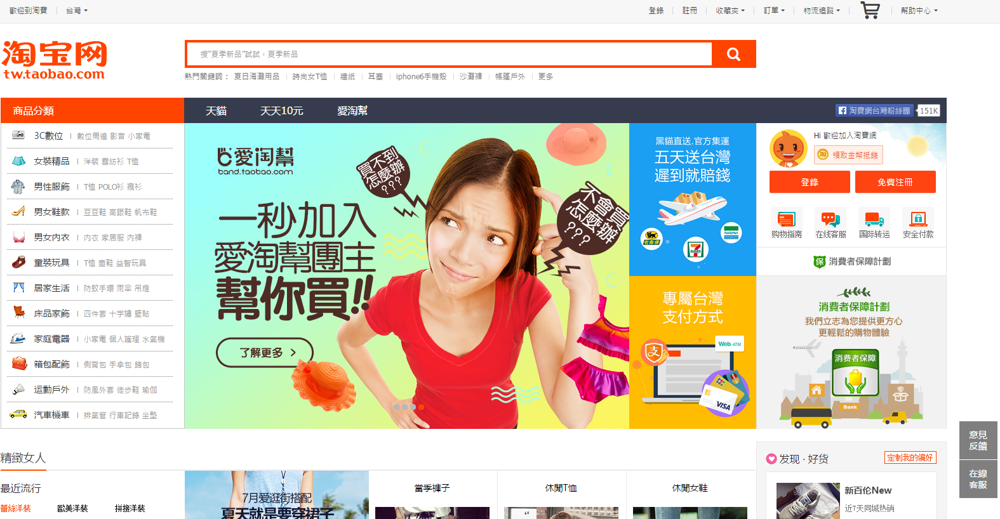 歡迎到淘寶
台灣
登錄
註冊
收藏夾
訂單
物流追蹤
幫助中心
淘宝网
tw.taobao.com
搜"夏季新品"試試，夏季新品
熱門關鍵詞： 夏日海灘用品 時尚女T恤 牆紙 耳塞 iphone6手機殼 沙灘褲 帳篷戶外 更多
商品分類
天貓
天天10元
愛淘幫
淘寶網台灣粉絲團
151K
3C數位 數位周邊 影音 小家電
女裝精品 洋裝 雪紡衫 T恤
男性服飾 T恤 POLO衫 襯衫
男女鞋款 豆豆鞋 高跟鞋 帆布鞋
男女内衣 内衣 家居服 内褲
童裝玩具 T恤 童鞋 益智玩具
居家生活 防蚊手環 雨傘 吊燈
床品家飾 四件套 十字繡 壁貼
家庭電器 小家電 個人護理 水氧機
箱包配飾 側背包 手拿包 錢包
运動戶外 防風外套 徒步鞋 瑜伽
汽車機車 排氣管 行車記錄 坐墊
愛淘幫
band.taobao.com
買不到
怎麼辦
???
不會買
怎麼辦
???
一秒加入
愛淘幫團主
幫你買!!
了解更多
黑貓直送.官方集運
五天送台灣
遲到就賠錢
宅急便
7
ELEVEN
FamilyMart
專屬台灣
支付方式
支
Web-ATM
JCB
VISA
Hi 歡迎加入淘寶網
淘
領取金幣抵錢
登錄
免費注冊
购物指南
在线客服
国际转运
安全付款
保
消費者保障計劃
消費者保障計劃
我們立志為您提供更方心
更輕鬆的購物體驗
消费者保障
Bank
意見
反饋
在線
客服
精緻女人
最近流行
蕾絲洋裝
歐美洋裝
拼接洋裝
7月爱逛街搭配
夏天就是要穿裙子
當季褲子
休閒T恤
休閒女鞋
发现 · 好货
定制我的偏好
新百伦New
近7天同城热销